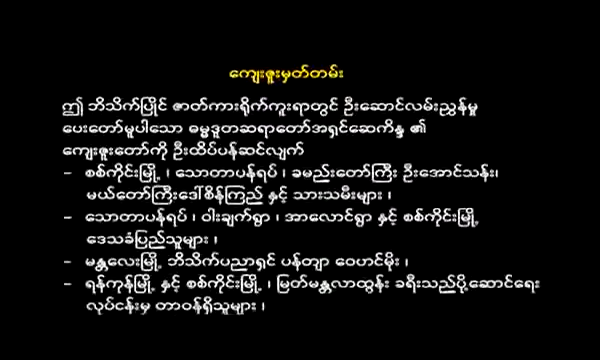 ကျေးဇူးမှတ်တမ်း
ဤ ဘိသိက်ပြိုင် ဇာတ်ကားရိုက်ကူးရာတွင် ဦးဆောင်လမ်းညွှန်မှု
ပေးတော်မူပါသော ဓမ္မဒူတဆရာတော်အရှင်ဆေကိန္ဒ ၏
ကျေးဇူးတော်ကို ဦးထိပ်ပန်ဆင်လျက်
– စစ်ကိုင်းမြို့ ၊ သောတာပန်ရပ် ၊ ခမည်းတော်ကြီး ဦးအောင်သန်း၊
မယ်တော်ကြီးဒေါ်စိန်ကြည် နှင့် သားသမီးများ ၊
– သောတာပန်ရပ် ၊ ဝါးချက်ရွာ ၊ အာလောင်ရွာ နှင့် စစ်ကိုင်းမြို့
ဒေသခံပြည်သူများ ၊
– မန္တလေးမြို့ ဘိသိက်ပညာရှင် ပန်တျာ ဝေဟင်မိုး ၊
– ရန်ကုန်မြို့ နှင့် စစ်ကိုင်းမြို့ ၊ မြတ်မန္တလာထွန်း ခရီးသည်ပို့ဆောင်ရေး
လုပ်ငန်းမှ တာဝန်ရှိသူများ ၊